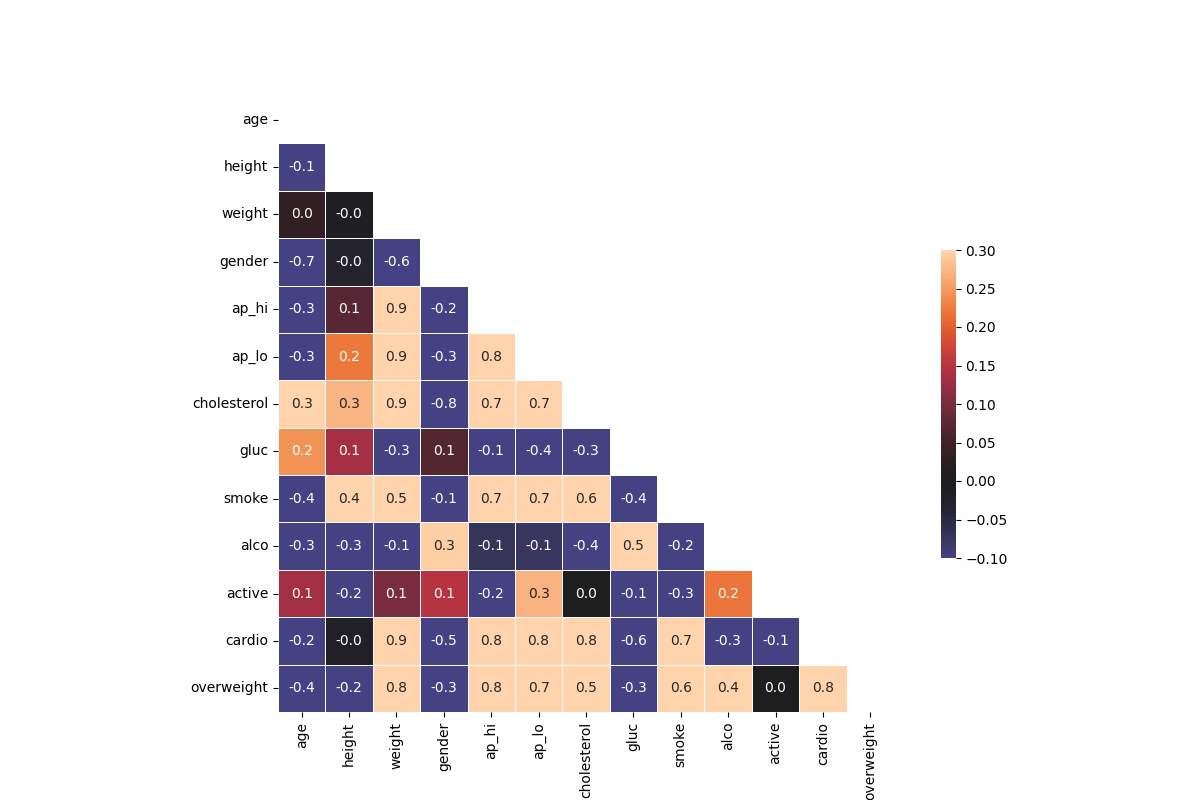 age
height -0.1
weight 0.0 -0.0
gender -0.7 -0.0 -0.6
ap_hi -0.3 0.1 0.9 -0.2
ap_lo -0.3 0.2 0.9 -0.3 0.8
cholesterol 0.3 0.3 0.9 -0.8 0.7 0.7
gluc 0.2 0.1 -0.3 0.1 -0.1 -0.4 -0.3
smoke -0.4 0.4 0.5 -0.1 0.7 0.7 0.6 -0.4
alco -0.3 -0.3 -0.1 0.3 -0.1 -0.1 -0.4 0.5 -0.2
active 0.1 -0.2 0.1 0.1 -0.2 0.3 0.0 -0.1 -0.3 0.2
cardio -0.2 -0.0 0.9 -0.5 0.8 0.8 0.8 -0.6 0.7 -0.3 -0.1
overweight -0.4 -0.2 0.8 -0.3 0.8 0.7 0.5 -0.3 0.6 0.4 0.0 0.8
age height weight gender ap_hi ap_lo cholesterol gluc smoke alco active cardio overweight
0.30
0.25
0.20
0.15
0.10
0.05
0.00
−0.05
−0.10